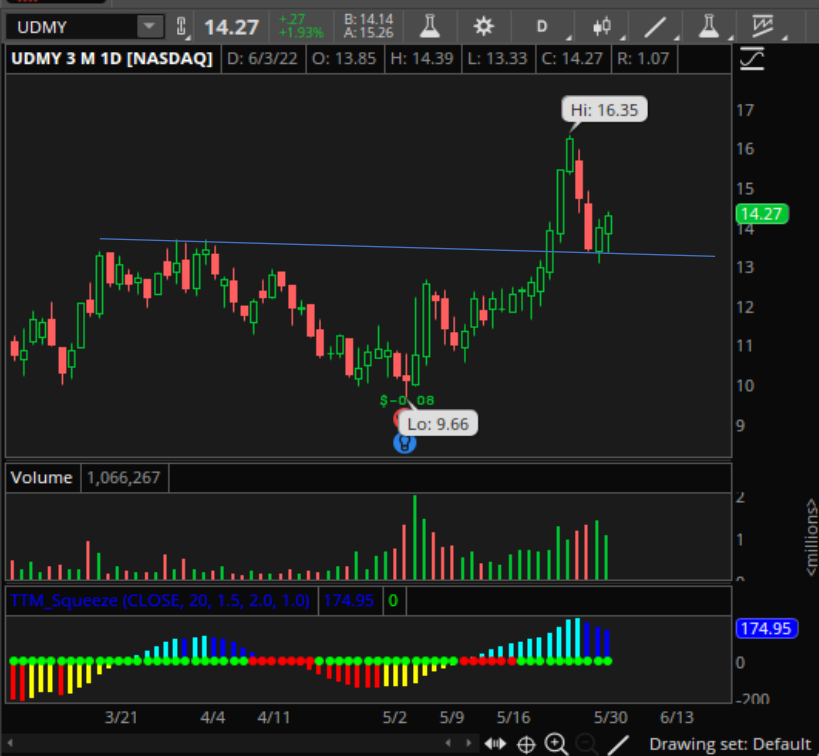 UDMY 14.27 +.27 B: 14.14 D
+1.93% A: 15.26
UDMY 3 M 1D [NASDAQ] D: 6/3/22 O: 13.85 H: 14.39 L: 13.33 C: 14.27 R: 1.07
Hi: 16.35
17
16
15
14.27
14
13
12
11
10
9
Lo: 9.66
Volume 1,066,267
2
1
0
<millions>
TTM_Squeeze (CLOSE, 20, 1.5, 2.0, 1.0) 174.95 0
174.95
0
-200
3/21 4/4 4/11 5/2 5/9 5/16 5/30 6/13
Drawing set: Default